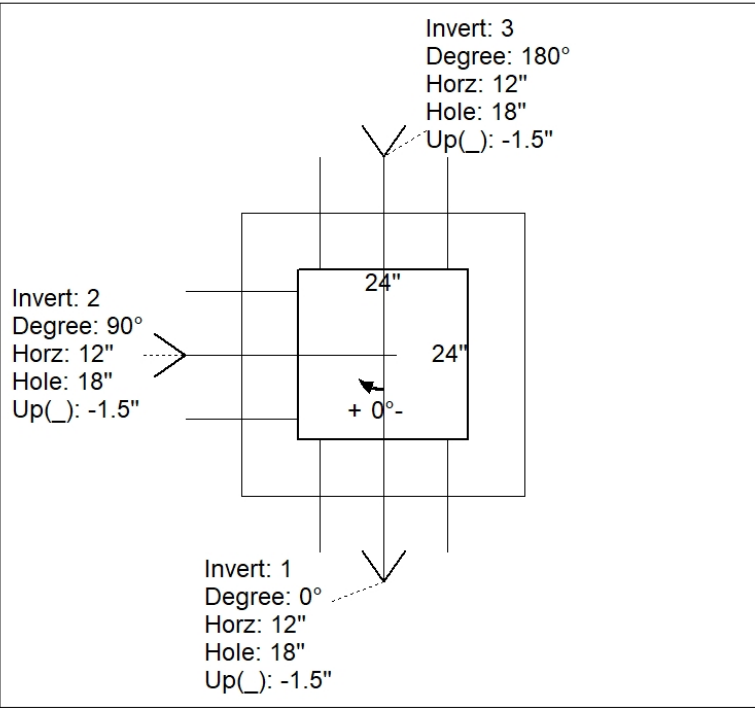 Invert: 3
Degree: 180°
Horz: 12"
Hole: 18"
Up(_): -1.5"
24"
Invert: 2
Degree: 90°
Horz: 12"
Hole: 18"
Up(_): -1.5"
24"
+ 0°-
Invert: 1
Degree: 0°
Horz: 12"
Hole: 18"
Up(_): -1.5"